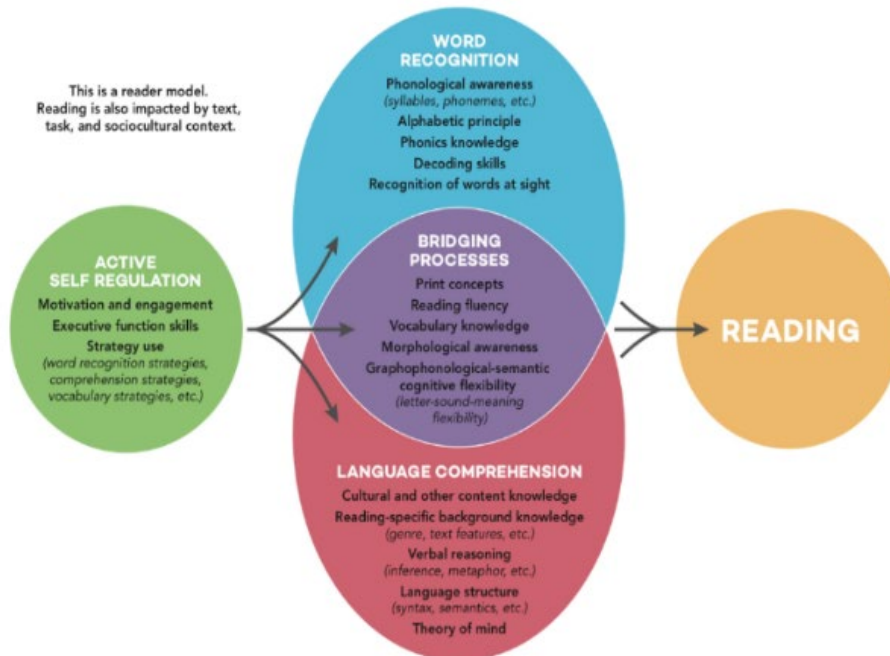 This is a reader model.
Reading is also impacted by text,
task, and sociocultural context.
WORD
RECOGNITION
Phonological awareness
(syllables, phonemes, etc.)
Alphabetic principle
Phonics knowledge
Decoding skills
Recognition of words at sight
ACTIVE
SELF REGULATION
Motivation and engagement
Executive function skills
Strategy use
(word recognition strategies,
comprehension strategies,
vocabulary strategies, etc.)
BRIDGING
PROCESSES
Print concepts
Reading fluency
Vocabulary knowledge
Morphological awareness
Graphophonological-semantic
cognitive flexibility
(letter-sound-meaning
flexibility)
LANGUAGE COMPREHENSION
Cultural and other content knowledge
Reading-specific background knowledge
(genre, text features, etc.)
Verbal reasoning
(inference, metaphor, etc.)
Language structure
(syntax, semantics, etc.)
Theory of mind
READING